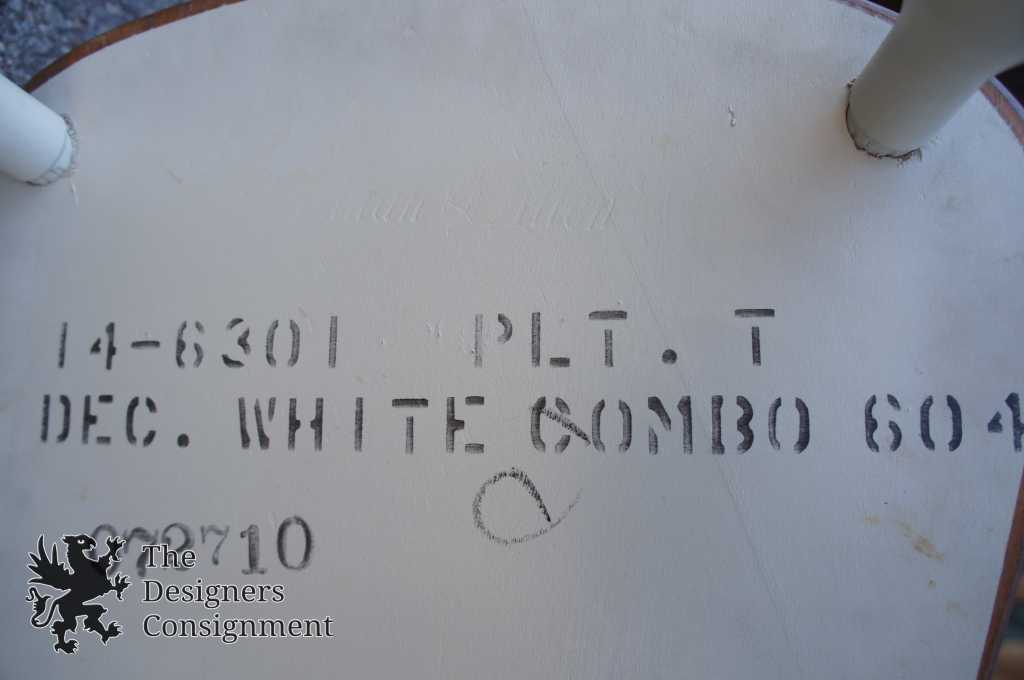 14-6301 PLT. T
DEC. WHITE COMBO 604
The
Designers
Consignment